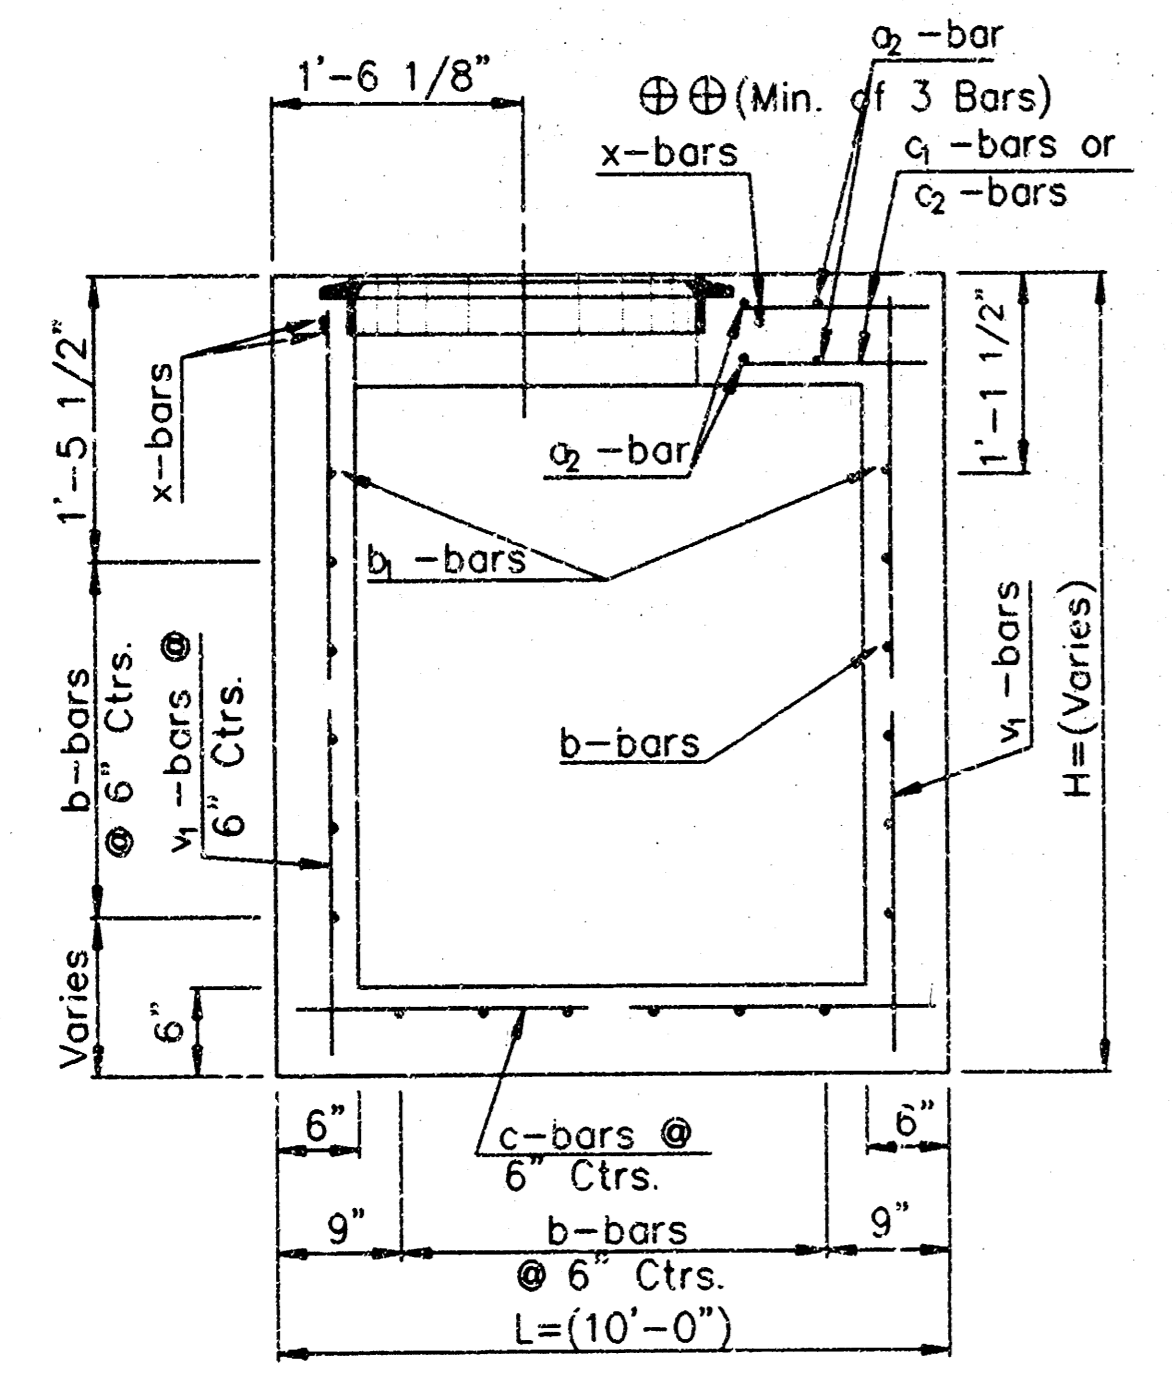 a₂ -bar
1'-6 1/8"
⊕⊕(Min. of 3 Bars)
x-bars
c₁ -bars or
c₂ -bars
1'-5 1/2"
x-bars
1'-1 1/2"
a₂ -bar
b₁ -bars
b-bars
@ 6" Ctrs.
v₁ -bars @
6" Ctrs.
b-bars
v₁ -bars
H=(Varies)
Varies
6"
6"
c-bars @
6" Ctrs.
6"
9"
b-bars
@ 6" Ctrs.
9"
L=(10'-0")